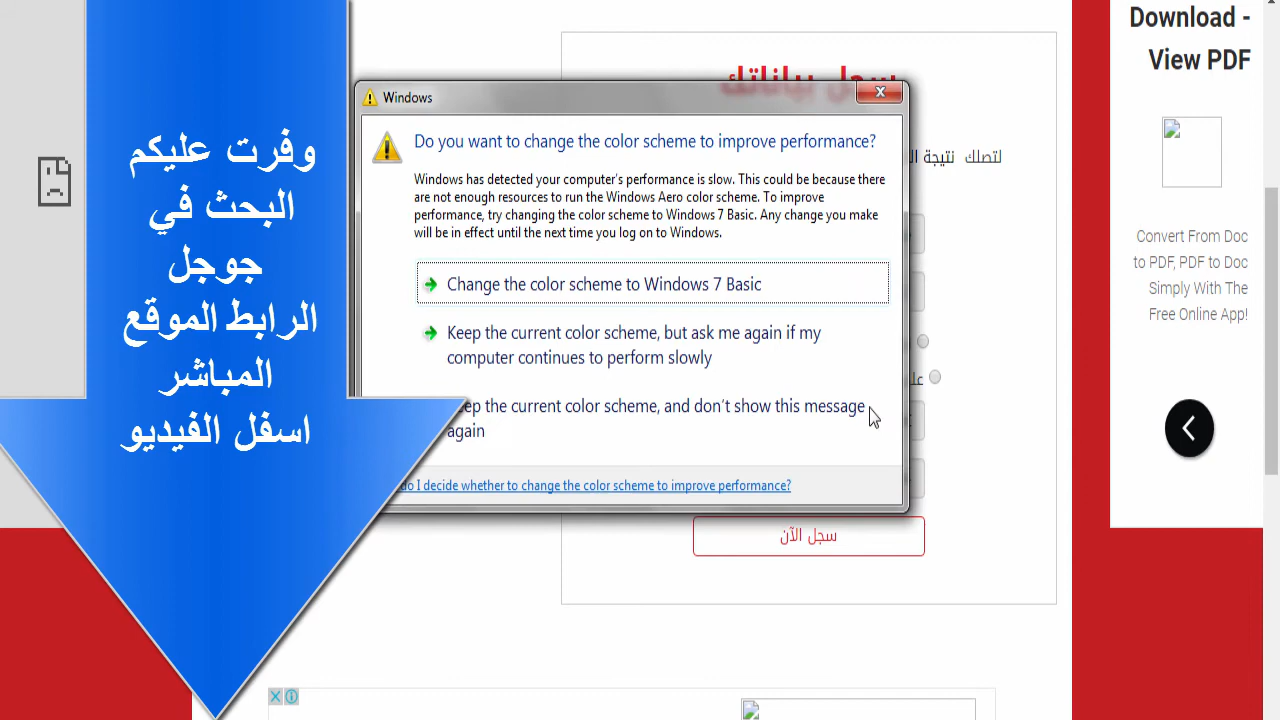 وفرت عليكم
البحث في
جوجل
الرابط الموقع
المباشر
اسفل الفيديو
سجل بياناتك
لتصلك نتيجة
Windows
Do you want to change the color scheme to improve performance?
Windows has detected your computer's performance is slow. This could be because there
are not enough resources to run the Windows Aero color scheme. To improve
performance, try changing the color scheme to Windows 7 Basic. Any change you make
will be in effect until the next time you log on to Windows.
Change the color scheme to Windows 7 Basic
Keep the current color scheme, but ask me again if my
computer continues to perform slowly
eep the current color scheme, and don't show this message
again
do I decide whether to change the color scheme to improve performance?
سجل الآن
Download -
View PDF
Convert From Doc
to PDF, PDF to Doc
Simply With The
Free Online App!